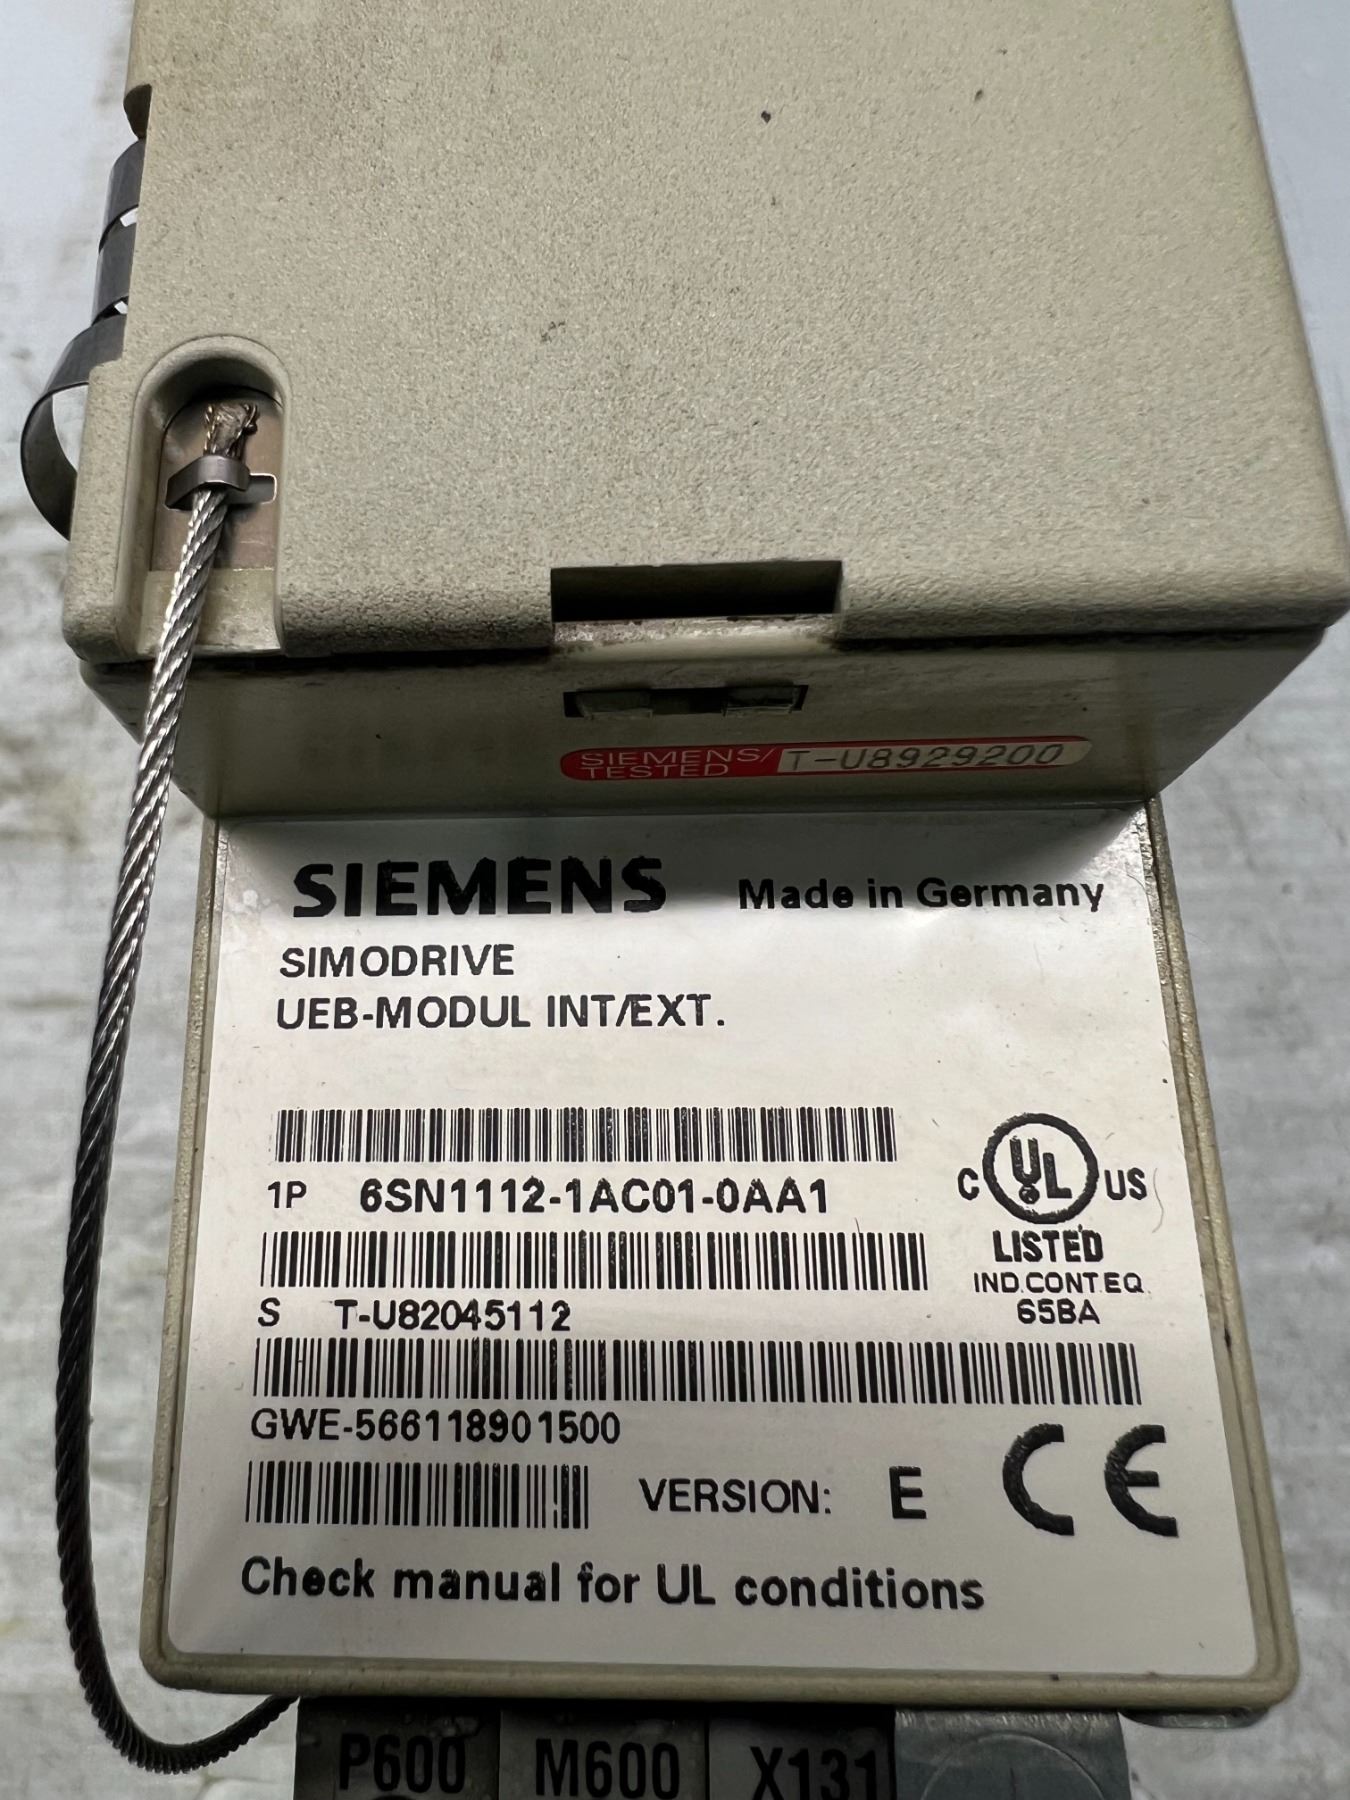 SIEMENS/
TESTED T-U8929200
SIEMENS Made in Germany
SIMODRIVE
UEB-MODUL INT/EXT.
1P 6SN1112-1AC01-0AA1
C UL US
LISTED
IND.CONT.EQ.
65BA
S T-U82045112
GWE-566118901500
VERSION: E CE
Check manual for UL conditions
P600 M600 X131